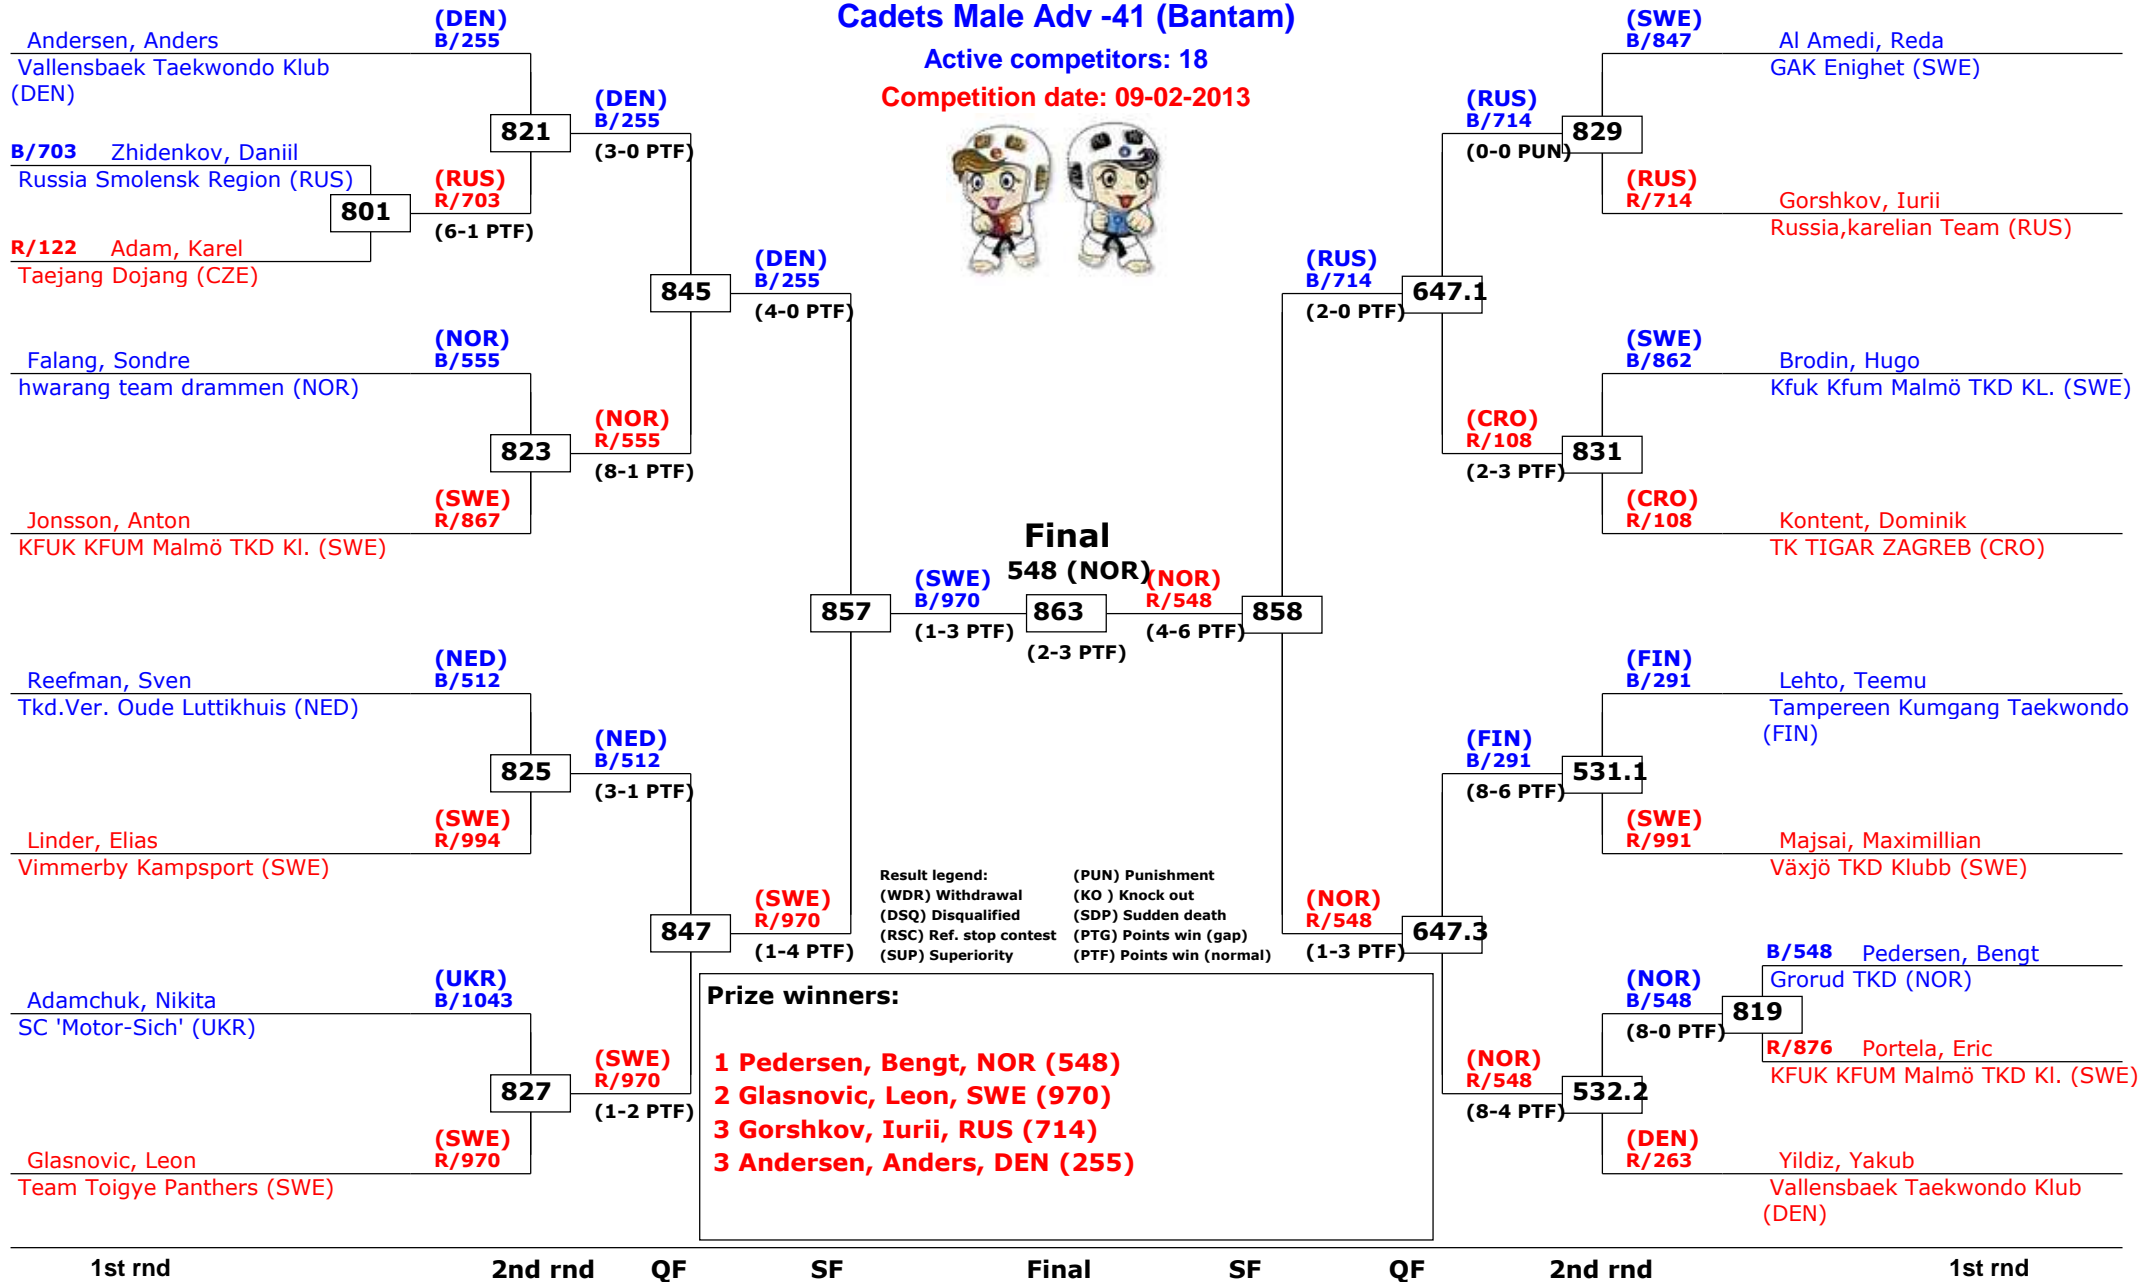 Cadets Male Adv -41 (Bantam)
Active competitors: 18
Competition date: 09-02-2013
Andersen, Anders
(DEN)
B/255
Vallensbaek Taekwondo Klub
(DEN)
B/703 Zhidenkov, Daniil
Russia Smolensk Region (RUS)
801
R/122 Adam, Karel
Taejang Dojang (CZE)
(RUS)
R/703
(6-1 PTF)
821
(DEN)
B/255
(3-0 PTF)
Falang, Sondre
(NOR)
B/555
hwarang team drammen (NOR)
823
(NOR)
R/555
(8-1 PTF)
Jonsson, Anton
(SWE)
R/867
KFUK KFUM Malmö TKD Kl. (SWE)
845
(DEN)
B/255
(4-0 PTF)
Reefman, Sven
(NED)
B/512
Tkd.Ver. Oude Luttikhuis (NED)
825
(NED)
B/512
(3-1 PTF)
Linder, Elias
(SWE)
R/994
Vimmerby Kampsport (SWE)
847
(SWE)
R/970
(1-4 PTF)
Adamchuk, Nikita
(UKR)
B/1043
SC 'Motor-Sich' (UKR)
827
(SWE)
R/970
(1-2 PTF)
Glasnovic, Leon
(SWE)
R/970
Team Toigye Panthers (SWE)
857
(SWE)
B/970
(1-3 PTF)
Final
548 (NOR)
863
(2-3 PTF)
(NOR)
R/548
(4-6 PTF)
858
(RUS)
B/714
(2-0 PTF)
647.1
(RUS)
B/714
(0-0 PUN)
829
(SWE)
B/847
Al Amedi, Reda
GAK Enighet (SWE)
(RUS)
R/714
Gorshkov, Iurii
Russia,karelian Team (RUS)
(CRO)
R/108
(2-3 PTF)
831
(SWE)
B/862
Brodin, Hugo
Kfuk Kfum Malmö TKD KL. (SWE)
(CRO)
R/108
Kontent, Dominik
TK TIGAR ZAGREB (CRO)
(NOR)
R/548
(1-3 PTF)
647.3
(FIN)
B/291
(8-6 PTF)
531.1
(FIN)
B/291
Lehto, Teemu
Tampereen Kumgang Taekwondo
(FIN)
(SWE)
R/991
Majsai, Maximillian
Växjö TKD Klubb (SWE)
(NOR)
R/548
(8-4 PTF)
532.2
(NOR)
B/548
(8-0 PTF)
819
B/548 Pedersen, Bengt
Grorud TKD (NOR)
R/876 Portela, Eric
KFUK KFUM Malmö TKD Kl. (SWE)
(DEN)
R/263
Yildiz, Yakub
Vallensbaek Taekwondo Klub
(DEN)
Result legend: (PUN) Punishment
(WDR) Withdrawal (KO ) Knock out
(DSQ) Disqualified (SDP) Sudden death
(RSC) Ref. stop contest (PTG) Points win (gap)
(SUP) Superiority (PTF) Points win (normal)
Prize winners:
1 Pedersen, Bengt, NOR (548)
2 Glasnovic, Leon, SWE (970)
3 Gorshkov, Iurii, RUS (714)
3 Andersen, Anders, DEN (255)
1st rnd 2nd rnd QF SF Final SF QF 2nd rnd 1st rnd